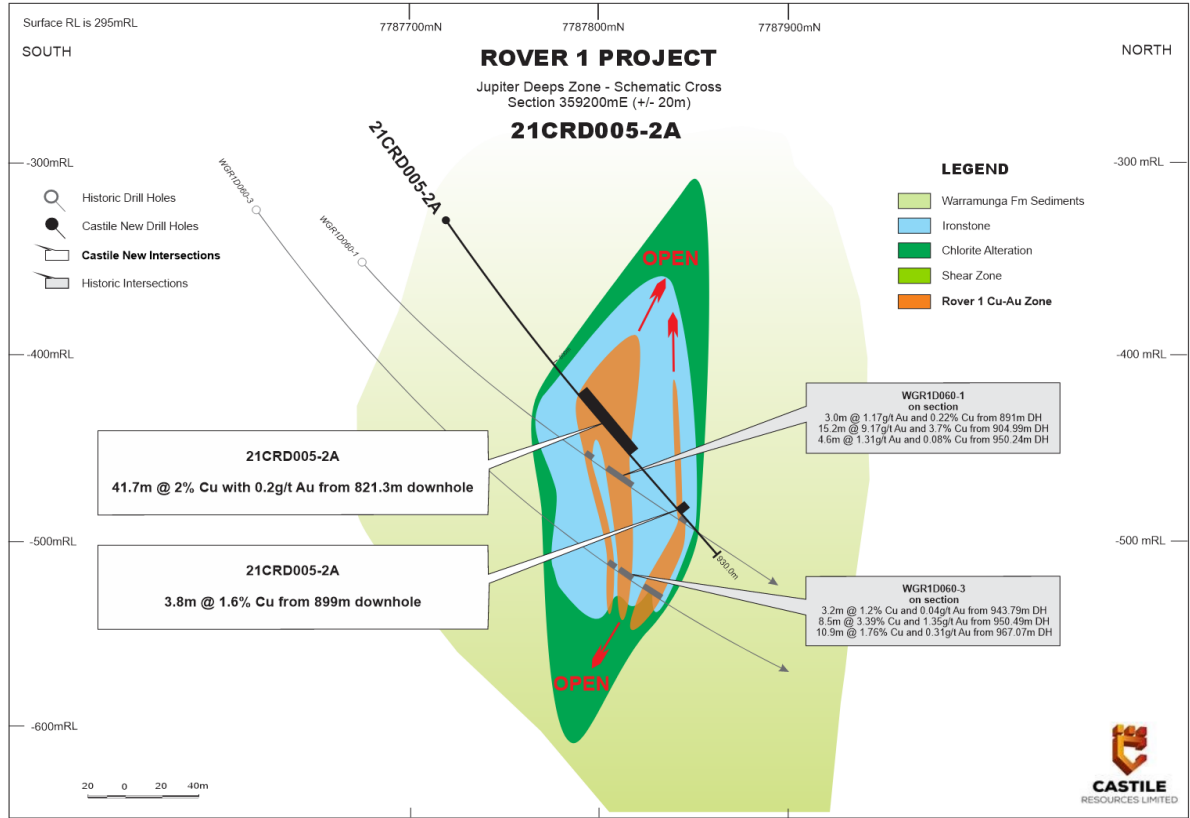 Surface RL is 295mRL
7787700mN
7787800mN
7787900mN
SOUTH
NORTH
ROVER 1 PROJECT
Jupiter Deeps Zone - Schematic Cross
Section 359200mE (+/- 20m)
21CRD005-2A
-300mRL
-300 mRL
WGR1D060-3
WGR1D060-1
21CRD005-2A
Historic Drill Holes
Castile New Drill Holes
Castile New Intersections
Historic Intersections
LEGEND
Warramunga Fm Sediments
Ironstone
Chlorite Alteration
Shear Zone
Rover 1 Cu-Au Zone
OPEN
-400mRL
-400 mRL
WGR1D060-1
on section
3.0m @ 1.17g/t Au and 0.22% Cu from 891m DH
15.2m @ 9.17g/t Au and 3.7% Cu from 904.99m DH
4.6m @ 1.31g/t Au and 0.08% Cu from 950.24m DH
21CRD005-2A
41.7m @ 2% Cu with 0.2g/t Au from 821.3m downhole
-500mRL
-500 mRL
930.0m
21CRD005-2A
3.8m @ 1.6% Cu from 899m downhole
WGR1D060-3
on section
3.2m @ 1.2% Cu and 0.04g/t Au from 943.79m DH
8.5m @ 3.39% Cu and 1.35g/t Au from 950.49m DH
10.9m @ 1.76% Cu and 0.31g/t Au from 967.07m DH
OPEN
-600mRL
20 0 20 40m
CASTILE
RESOURCES LIMITED